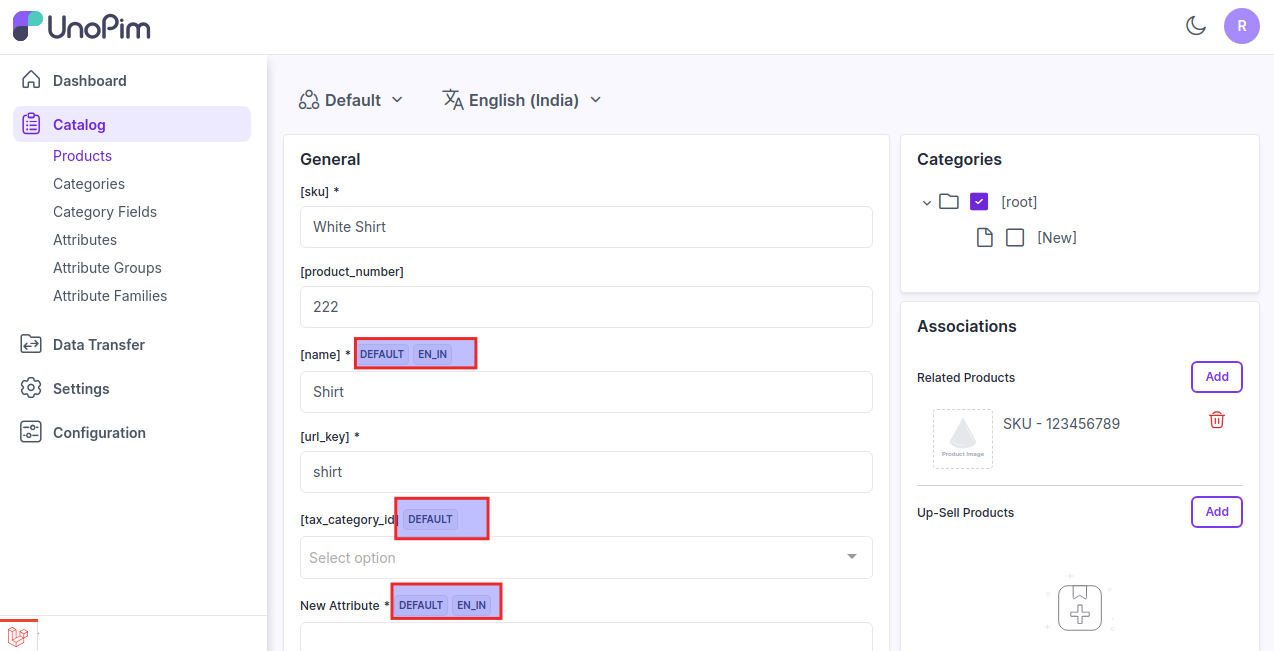 UnoPim
R
Dashboard
Catalog
Products
Categories
Category Fields
Attributes
Attribute Groups
Attribute Families
Data Transfer
Settings
Configuration
Default
English (India)
General
[sku] *
White Shirt
[product_number]
222
[name] * DEFAULT EN_IN
Shirt
[url_key] *
shirt
[tax_category_id] DEFAULT
Select option
New Attribute * DEFAULT EN_IN
Categories
[root]
[New]
Associations
Related Products
Add
Product Image
SKU - 123456789
Up-Sell Products
Add